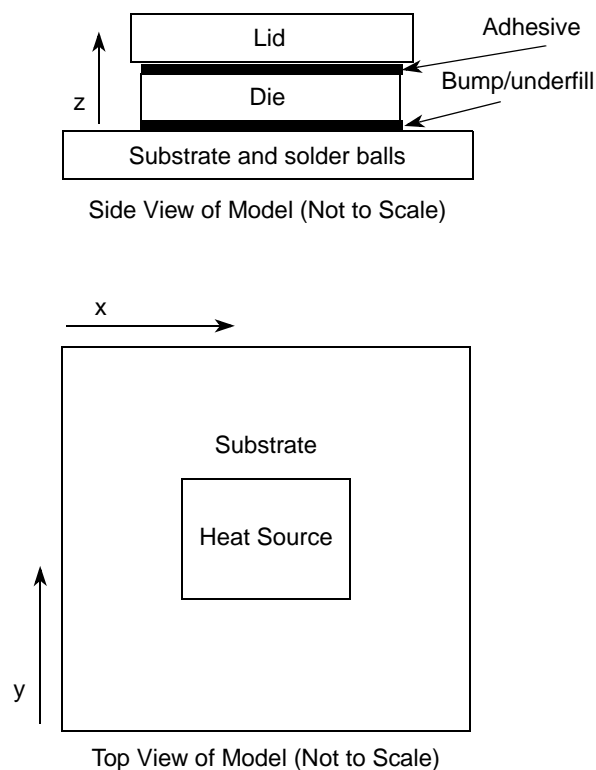 Lid
Adhesive
z
Die
Bump/underfill
Substrate and solder balls
Side View of Model (Not to Scale)
x
Substrate
Heat Source
y
Top View of Model (Not to Scale)